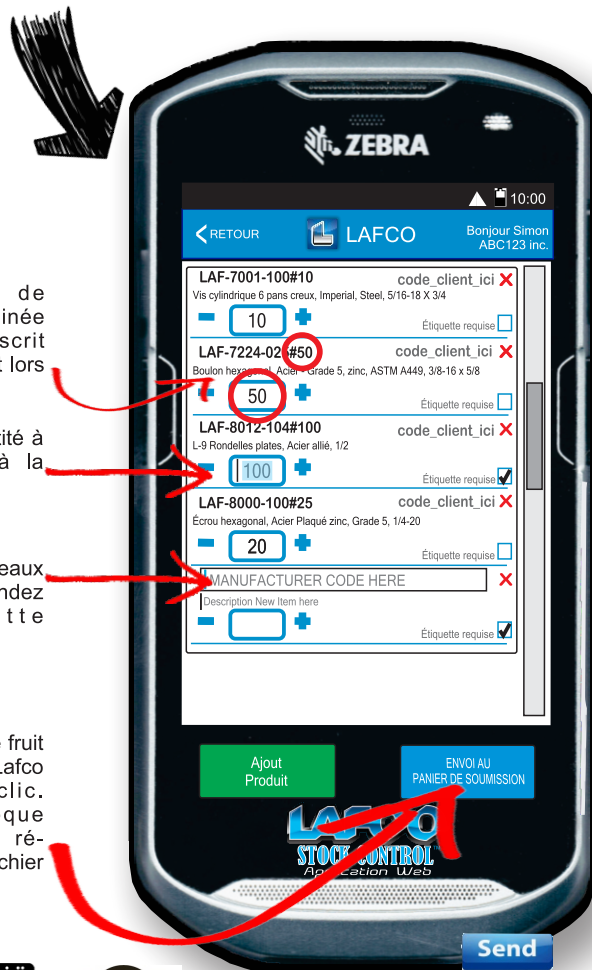 ZEBRA
10:00
RETOUR
LAFCO
Bonjour Simon
ABC123 inc.
LAF-7001-100#10 code_client_ici
Vis cylindrique 6 pans creux, Imperial, Steel, 5/16-18 X 3/4
10
Étiquette requise
LAF-7224-025#50 code_client_ici
Boulon hexagonal, Acier - Grade 5, zinc, ASTM A449, 3/8-16 x 5/8
50
Étiquette requise
LAF-8012-104#100 code_client_ici
L-9 Rondelles plates, Acier allié, 1/2
100
Étiquette requise
LAF-8000-100#25 code_client_ici
Écrou hexagonal, Acier Plaqué zinc, Grade 5, 1/4-20
20
Étiquette requise
MANUFACTURER CODE HERE
Description New Item here
Étiquette requise
Ajout
Produit
ENVOI AU
PANIER DE SOUMISSION
LAFCO
STOCK CONTROL
Application Web
Send
de
inée
scrit
t lors
tité à
à la
eaux
ndez
tte
e fruit
Lafco
clic.
que
ré-
chier